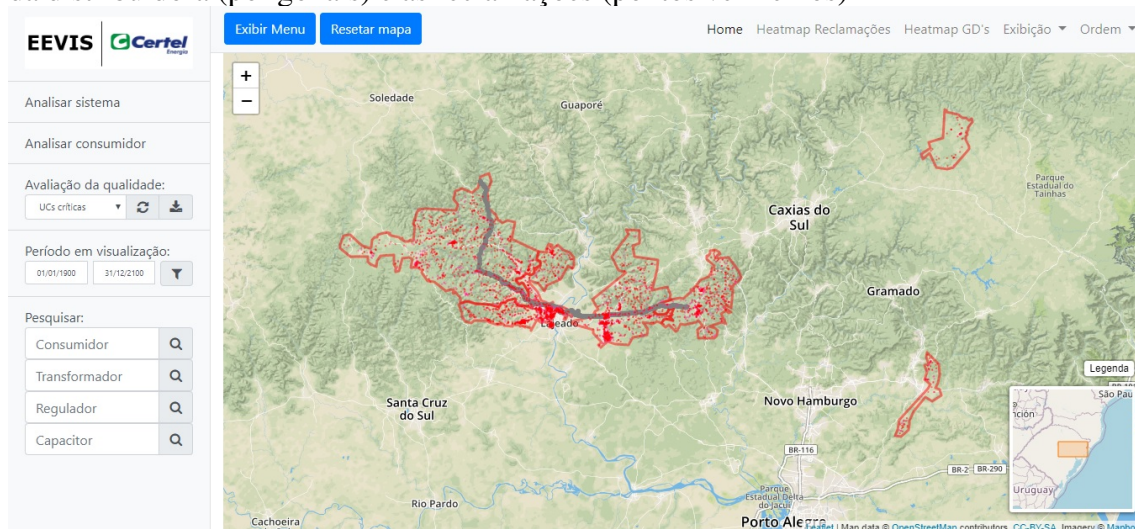 EEVIS
Certel
Energia
Exibir Menu
Resetar mapa
Home
Heatmap Reclamações
Heatmap GD's
Exibição
Ordem
Analisar sistema
Analisar consumidor
Avaliação da qualidade:
UCs críticas
Período em visualização:
01/01/1900
31/12/2100
Pesquisar:
Consumidor
Transformador
Regulador
Capacitor
+
−
Soledade
Guaporé
Parque
Estadual do
Tainhas
Caxias do
Sul
Gramado
Lajeado
Santa Cruz
do Sul
Novo Hamburgo
Legenda
São Pau
nción
Uruguay
BR-116
BR-2
BR-290
Parque
Estadual Delta
do Jacuí
Rio Pardo
Cachoeira
Porto Alegre
Leaflet | Map data © OpenStreetMap contributors, CC-BY-SA, Imagery © Mapbo